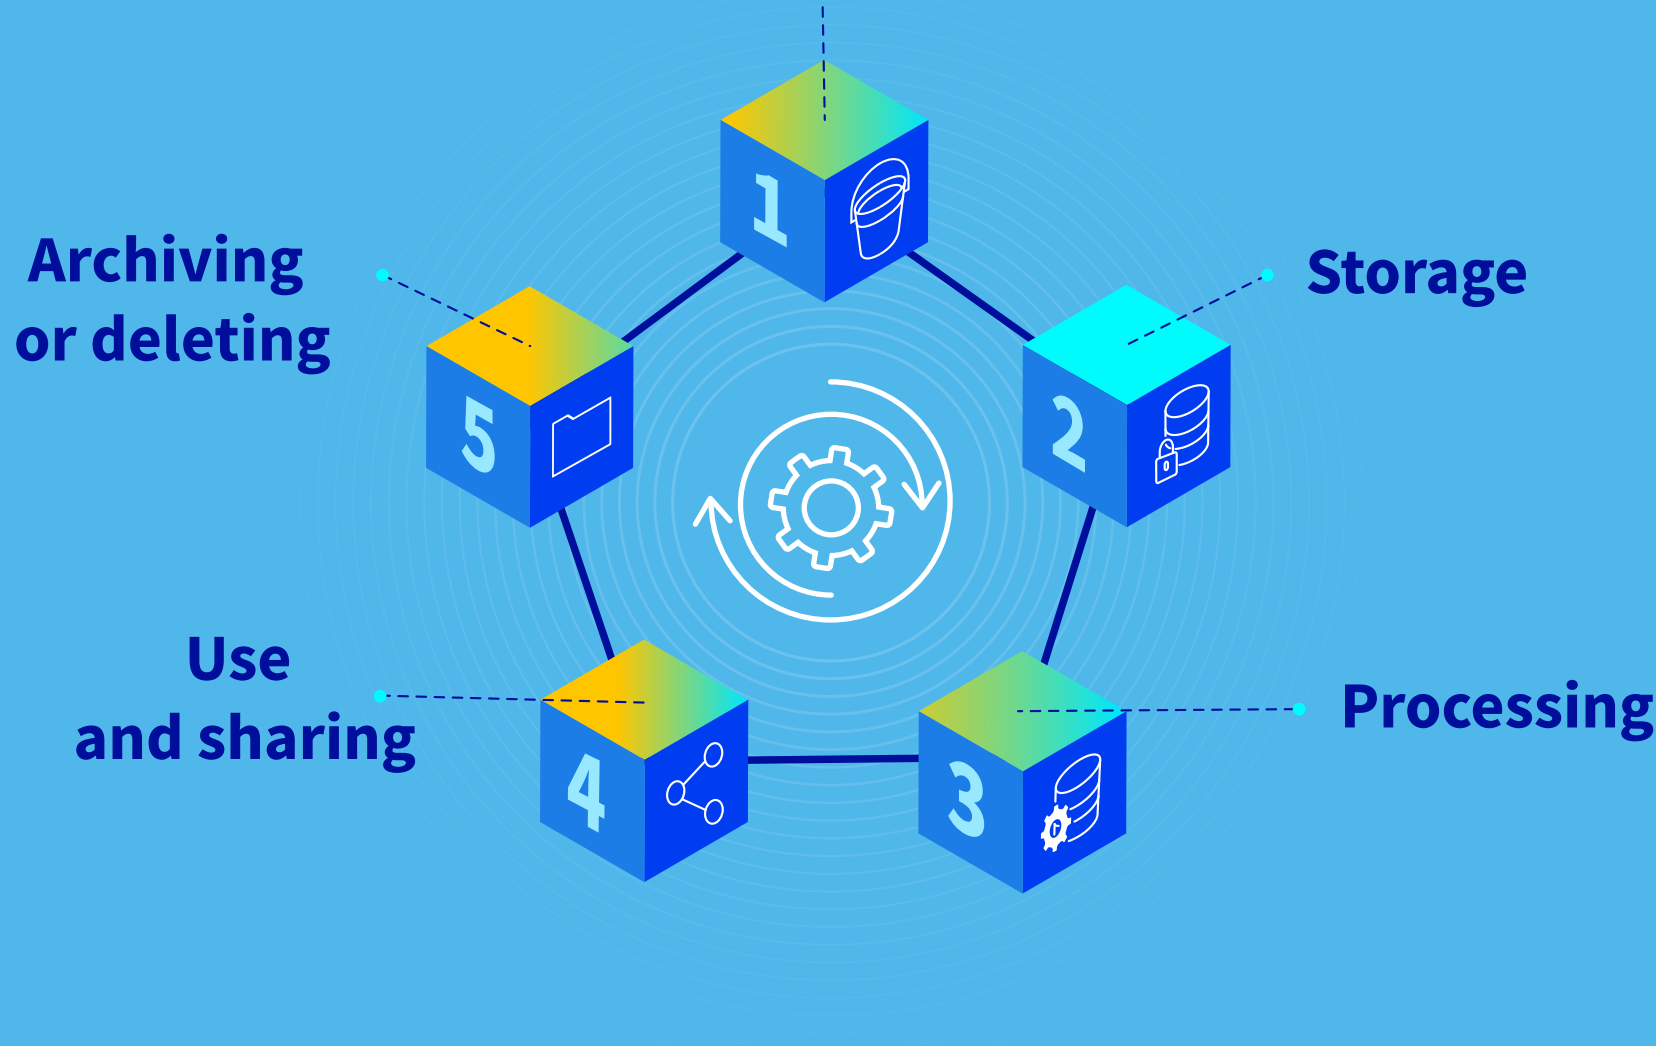 1
Storage
2
Processing
3
Use
and sharing
4
Archiving
or deleting
5